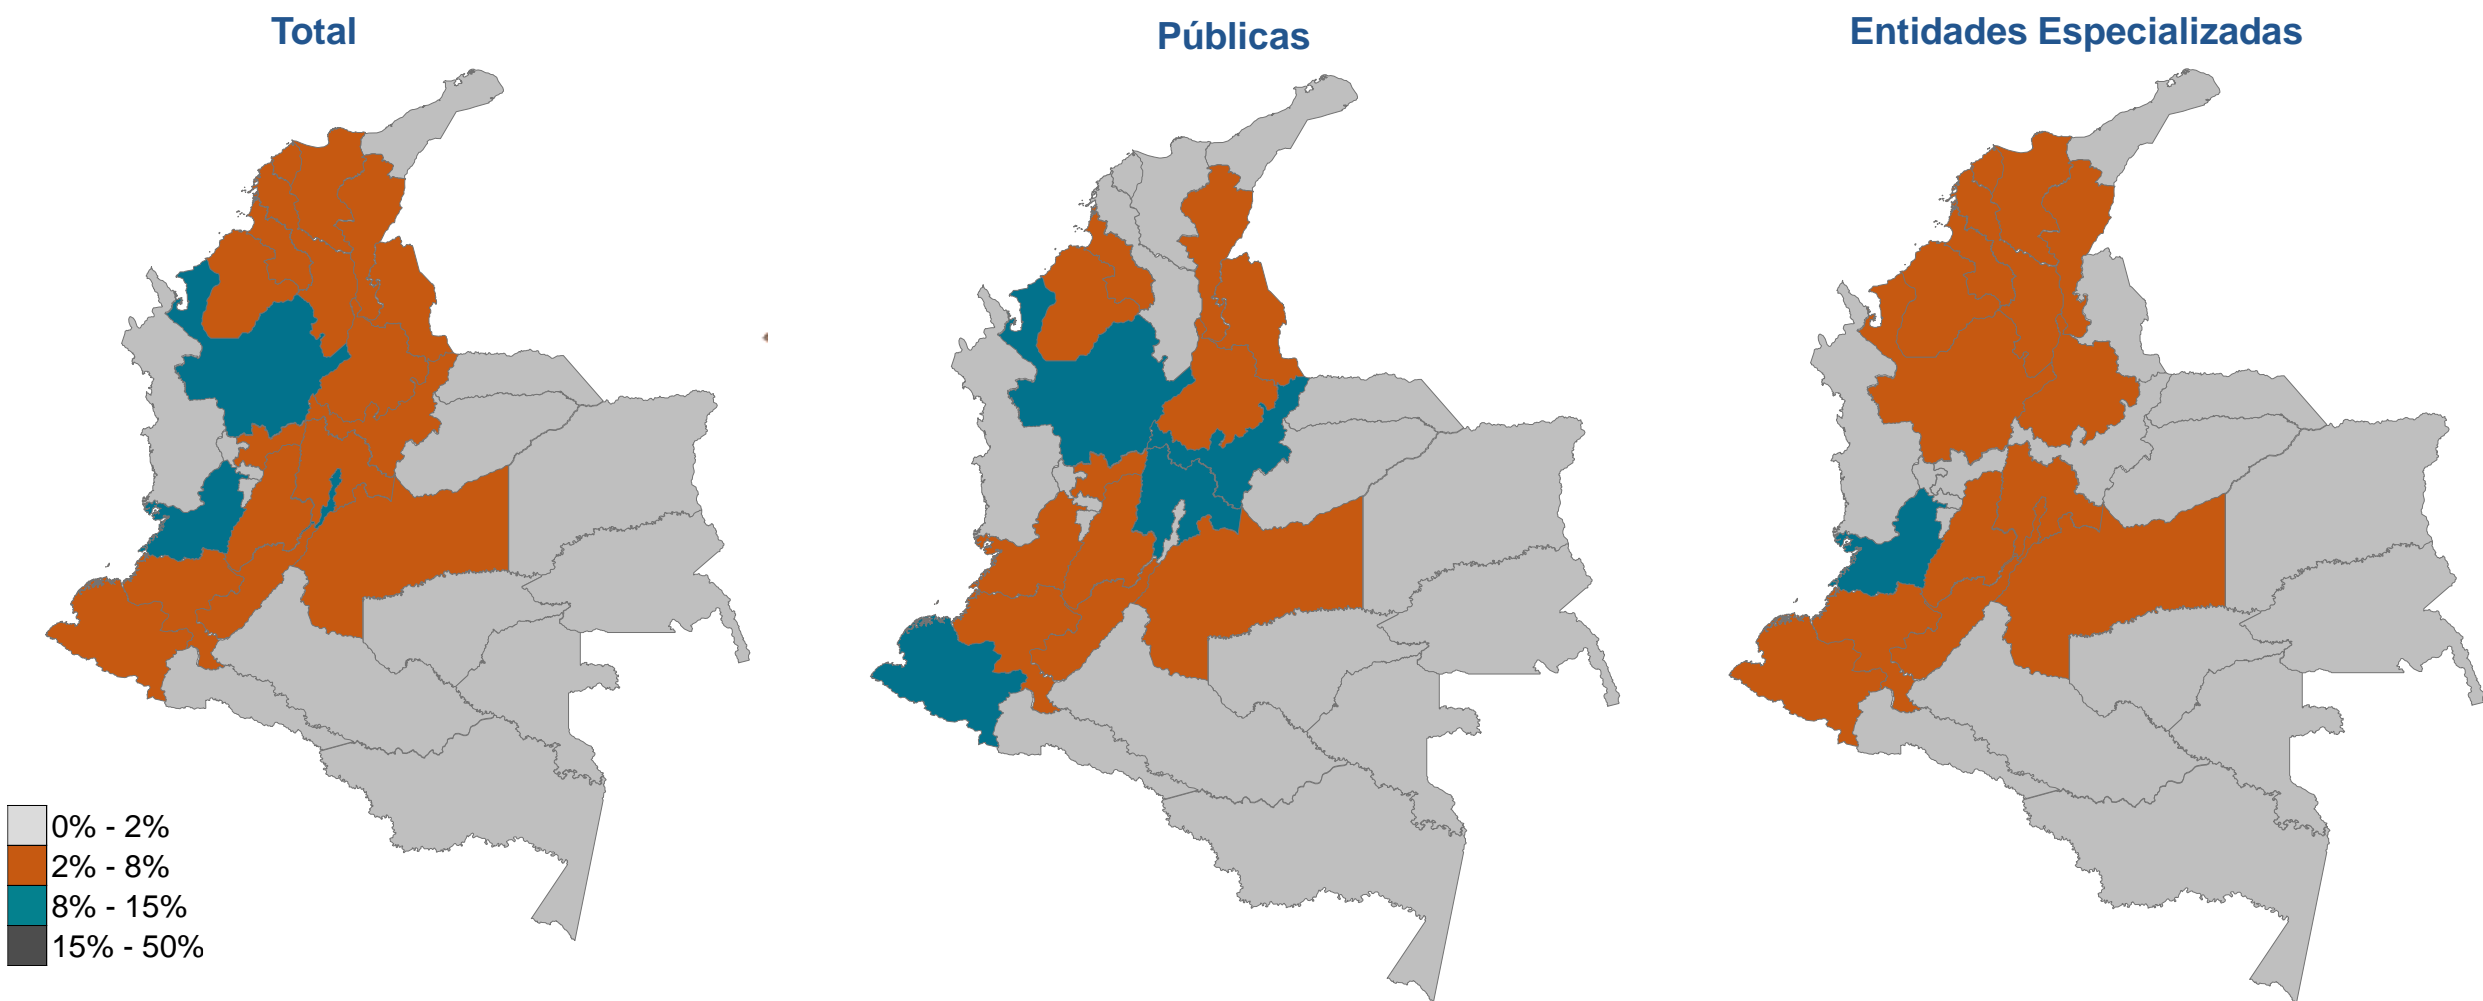 Total
Públicas
Entidades Especializadas
0% - 2%
2% - 8%
8% - 15%
15% - 50%